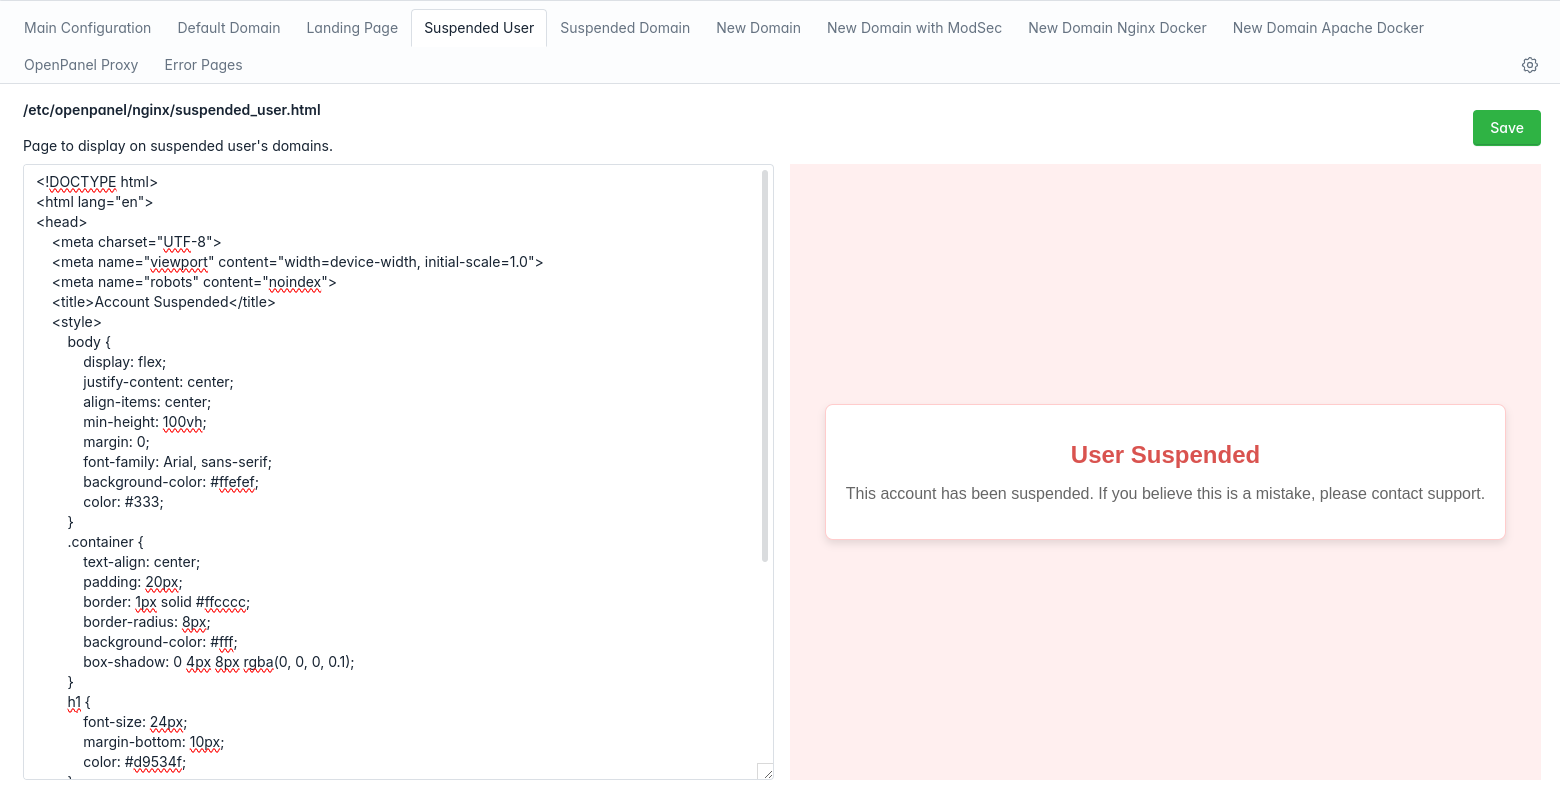 Main Configuration Default Domain Landing Page Suspended User Suspended Domain New Domain New Domain with ModSec New Domain Nginx Docker New Domain Apache Docker
OpenPanel Proxy Error Pages
/etc/openpanel/nginx/suspended_user.html
Save
Page to display on suspended user's domains.
<!DOCTYPE html>
<html lang="en">
<head>
    <meta charset="UTF-8">
    <meta name="viewport" content="width=device-width, initial-scale=1.0">
    <meta name="robots" content="noindex">
    <title>Account Suspended</title>
    <style>
        body {
            display: flex;
            justify-content: center;
            align-items: center;
            min-height: 100vh;
            margin: 0;
            font-family: Arial, sans-serif;
            background-color: #ffefef;
            color: #333;
        }
        .container {
            text-align: center;
            padding: 20px;
            border: 1px solid #ffcccc;
            border-radius: 8px;
            background-color: #fff;
            box-shadow: 0 4px 8px rgba(0, 0, 0, 0.1);
        }
        h1 {
            font-size: 24px;
            margin-bottom: 10px;
            color: #d9534f;
        }
User Suspended
This account has been suspended. If you believe this is a mistake, please contact support.